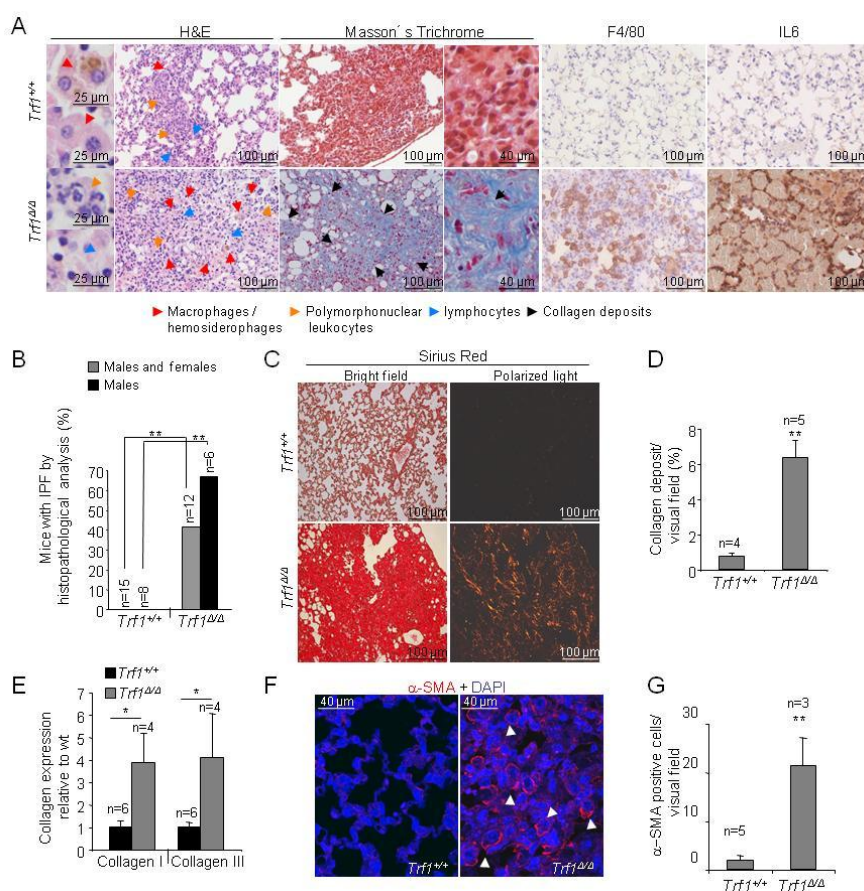 A
H&E
Masson´s Trichrome
F4/80
IL6
Trf1+/+
25 µm
25 µm
100 µm
100 µm
40 µm
100 µm
100 µm
Trf1Δ/Δ
25 µm
25 µm
100 µm
100 µm
40 µm
100 µm
100 µm
Macrophages / hemosiderophages
Polymorphonuclear leukocytes
lymphocytes
Collagen deposits
B
Males and females
Males
Mice with IPF by
histopathological analysis (%)
70
60
50
40
30
20
10
0
**
**
n=15
n=8
n=12
n=6
Trf1+/+
Trf1Δ/Δ
C
Sirius Red
Bright field
Polarized light
Trf1+/+
100 µm
100 µm
Trf1Δ/Δ
100 µm
100 µm
D
Collagen deposit/
visual field (%)
8
6
4
2
0
n=4
n=5
**
Trf1+/+
Trf1Δ/Δ
E
Trf1+/+
Trf1Δ/Δ
Collagen expression
relative to wt
7
6
5
4
3
2
1
0
*
n=4
*
n=4
n=6
n=6
Collagen I
Collagen III
F
α-SMA + DAPI
40 µm
40 µm
Trf1+/+
Trf1Δ/Δ
G
α-SMA positive cells/
visual field
30
20
10
0
n=5
n=3
**
Trf1+/+
Trf1Δ/Δ